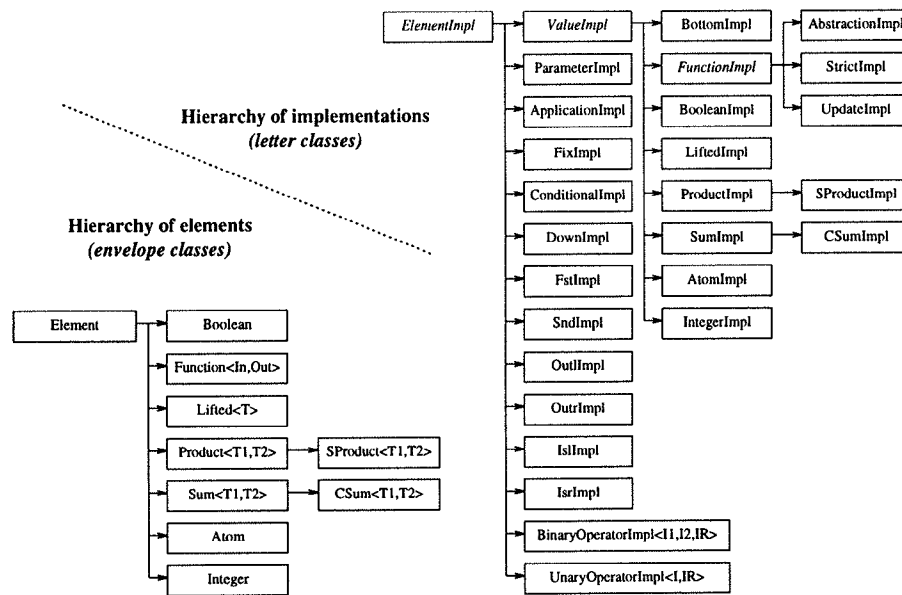 ElementImpl
ValueImpl
BottomImpl
AbstractionImpl
ParameterImpl
FunctionImpl
StrictImpl
Hierarchy of implementations
(letter classes)
ApplicationImpl
BooleanImpl
UpdateImpl
FixImpl
LiftedImpl
ConditionalImpl
ProductImpl
SProductImpl
Hierarchy of elements
(envelope classes)
DownImpl
SumImpl
CSumImpl
FstImpl
AtomImpl
Element
Boolean
SndImpl
IntegerImpl
Function<In,Out>
OutlImpl
Lifted<T>
OutrImpl
Product<T1,T2>
SProduct<T1,T2>
IslImpl
Sum<T1,T2>
CSum<T1,T2>
IsrImpl
Atom
BinaryOperatorImpl<I1,I2,IR>
Integer
UnaryOperatorImpl<I,IR>